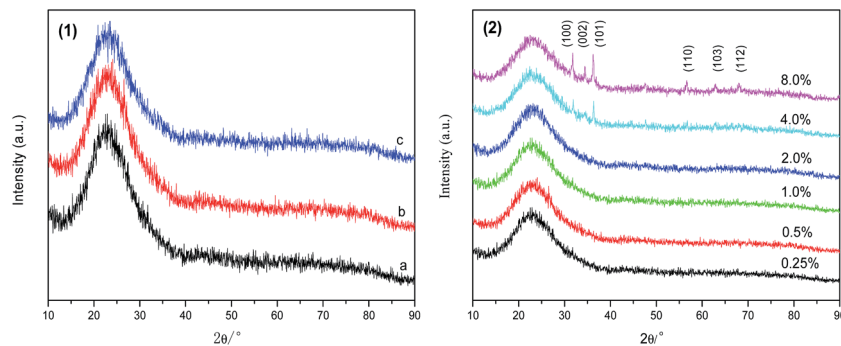 (1)
Intensity (a.u.)
c
b
a
10 20 30 40 50 60 70 80 90
2θ/°
(2)
Intensity (a.u.)
(100)
(002)
(101)
(110)
(103)
(112)
8.0%
4.0%
2.0%
1.0%
0.5%
0.25%
10 20 30 40 50 60 70 80 90
2θ/°